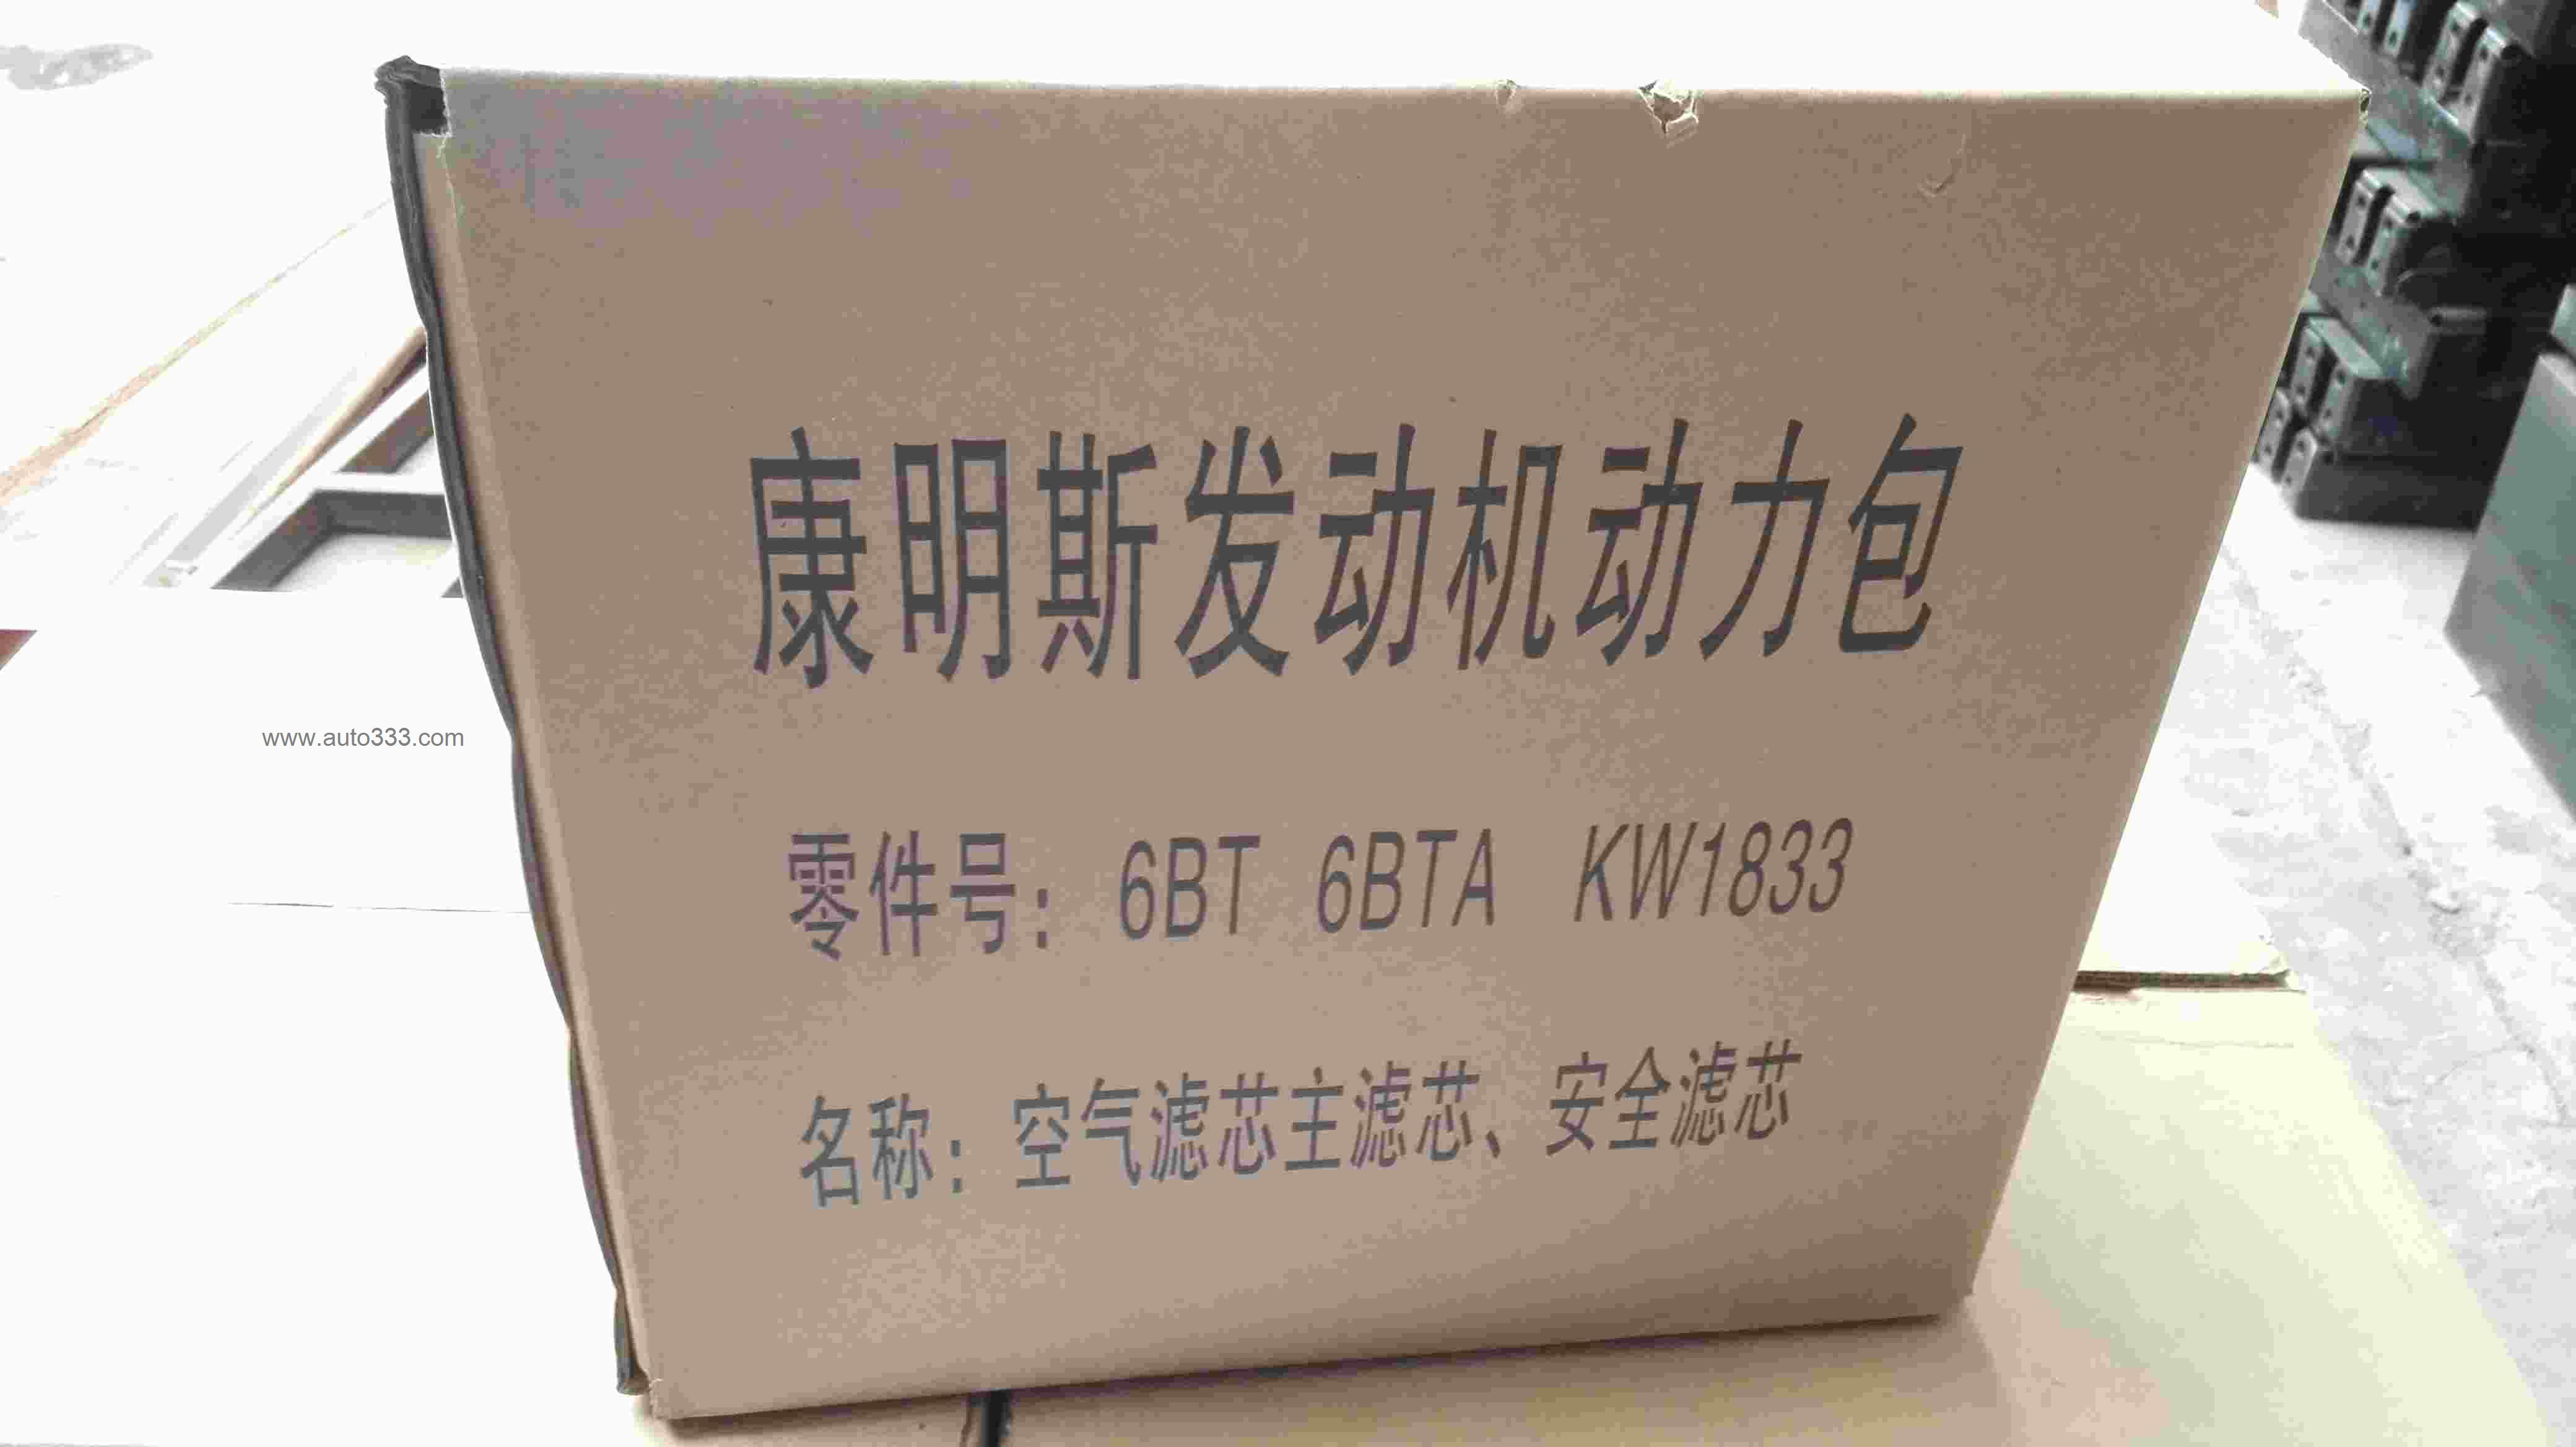 康明斯发动机动力包
www.auto333.com
零件号：6BT 6BTA KW1833
名称：空气滤芯主滤芯、安全滤芯